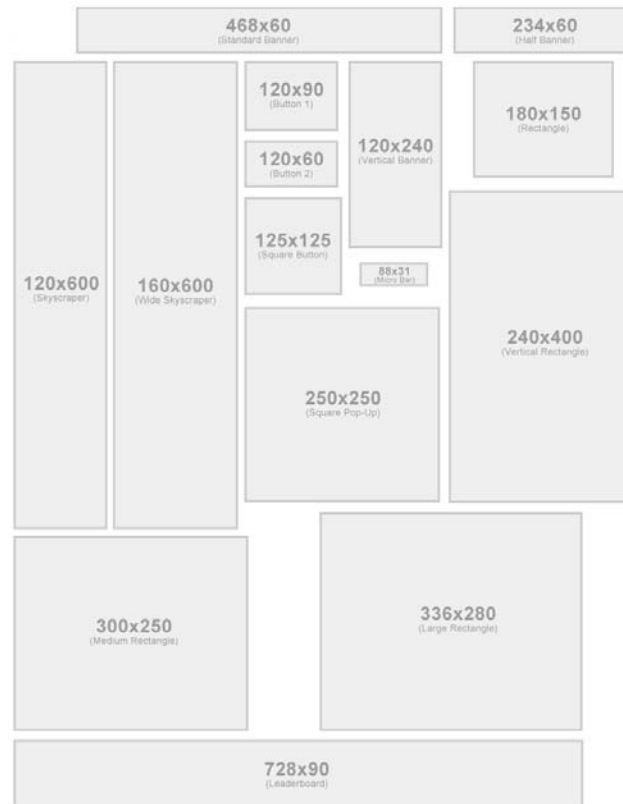 468x60
(Standard Banner)
234x60
(Half Banner)
120x600
(Skyscraper)
160x600
(Wide Skyscraper)
120x90
(Button 1)
120x60
(Button 2)
125x125
(Square Button)
120x240
(Vertical Banner)
88x31
(Micro Bar)
180x150
(Rectangle)
240x400
(Vertical Rectangle)
250x250
(Square Pop-Up)
300x250
(Medium Rectangle)
336x280
(Large Rectangle)
728x90
(Leaderboard)